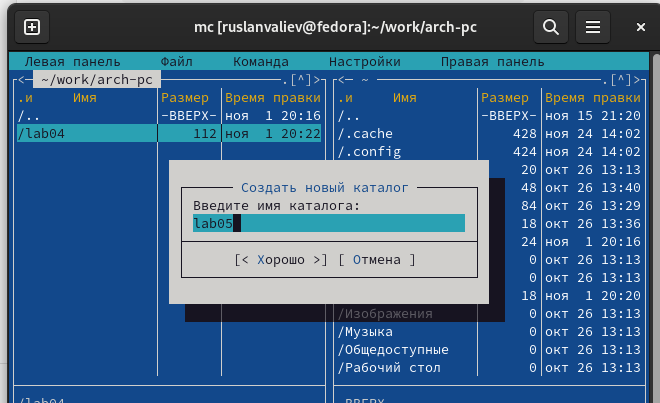 mc [ruslanvaliev@fedora]:~/work/arch-pc
Левая панель Файл Команда Настройки Правая панель
<— ~/work/arch-pc .[^]> <— ~ .[^]>
.и Имя Размер Время правки .и Имя Размер Время правки
/.. -ВВЕРХ- ноя 1 20:16 /.. -ВВЕРХ- ноя 15 21:20
/lab04 112 ноя 1 20:22 /.cache 428 ноя 24 14:02
/.config 424 ноя 24 14:02
20 окт 26 13:13
Создать новый каталог 48 окт 26 13:40
Введите имя каталога: 84 окт 26 13:29
lab05 18 окт 26 13:36
24 ноя 1 20:16
[< Хорошо >] [ Отмена ] 0 окт 26 13:13
0 окт 26 13:13
18 ноя 1 20:20
/Изображения 0 окт 26 13:13
/Музыка 0 окт 26 13:13
/Общедоступные 0 окт 26 13:13
/Рабочий стол 0 окт 26 13:13
/lab04 -ВВЕРХ-